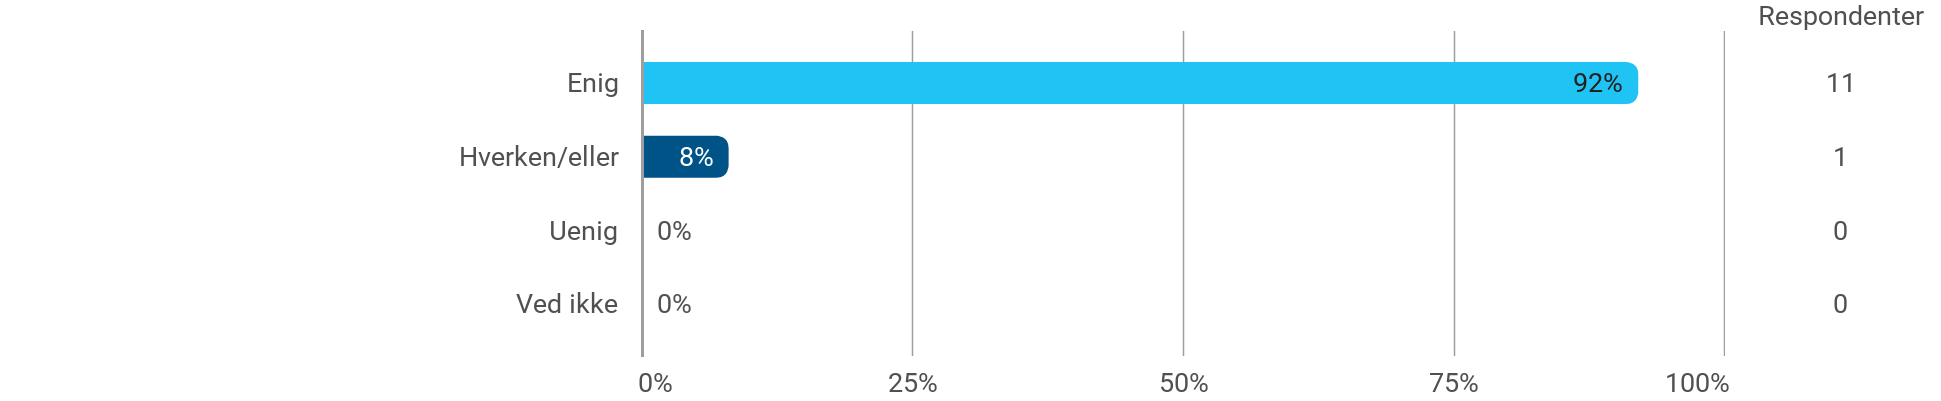 Respondenter
Enig 92% 11
Hverken/eller 8% 1
Uenig 0% 0
Ved ikke 0% 0
0% 25% 50% 75% 100%